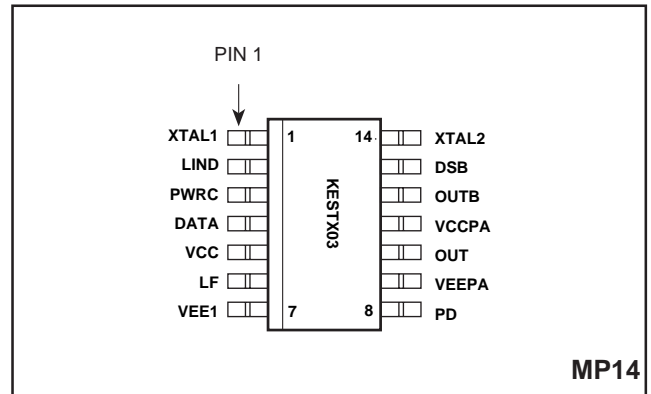 PIN 1
XTAL1 1 14 XTAL2
LIND DSB
PWRC OUTB
DATA VCCPA
VCC OUT
LF VEEPA
VEE1 7 8 PD
KESTX03
MP14